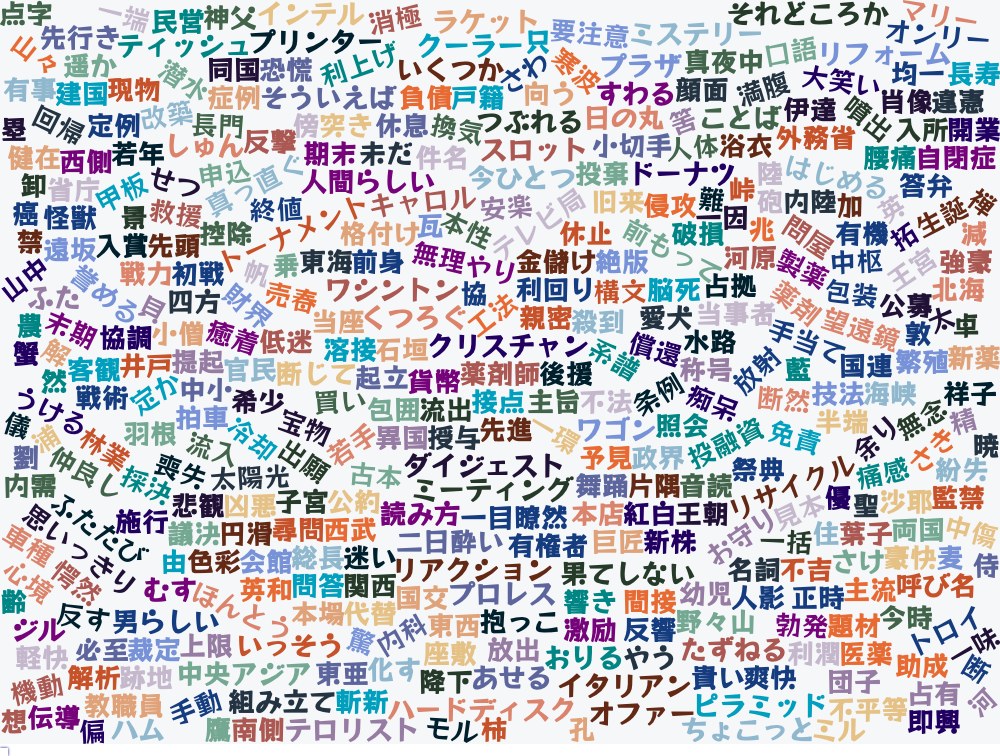 点字 一端 民営 神父 インテル 消極 ラケット それどころか マリー
山々 先行き ティッシュ プリンター クーラー 只 要注意 ミステリー オンリー
遥か 潜水 同国 恐慌 利上げ いくつか さわ 寒波 プラザ 真夜中 口語 リフォーム
有事 建国 現物 症例 そういえば 負債 戸籍 向う すわる 顔面 満腹 大笑い 均一 長寿
塁 回帰 定例 改築 長門 反撃 傍 突き 休息 換気 つぶれる 日の丸 筈 ことば 伊達 噴出 肖像 違憲
健在 西側 若年 しゅん 期末 未だ 件名 スロット 小切手 人体 浴衣 外務省 入所 開業
卸 省庁 甲板 せつ 申込 真っ直ぐ 人間らしい 今ひとつ 投棄 ドーナツ 陸 はじめる 腰痛 自閉症
癌 怪獣 景 救援 終値 トーナメント キャロル 安楽 テレビ局 旧来 侵攻 難 峠 砲 内陸 加 英 答弁
禁 遠坂 入賞 先頭 控除 格付け 瓦 本性 休止 前もって 破損 一因 兆 問屋 有機 拓 生誕 禅 減
山中 誉める 戦力 初戦 帆 乗 東海 前身 無理やり 金儲け 絶版 河原 製薬 中枢 王宮 強豪
ふた 貝 四方 財界 売春 ワシントン 協 利回り 構文 脳死 占拠 薬剤 包装 公募 北海
農 末期 協調 小僧 癒着 低迷 当座 くつろぐ 工法 親密 殺到 愛犬 当事者 望遠鏡 敦 太 卓
蟹 解 客観 井戸 提起 官民 溶接 石垣 クリスチャン 系譜 償還 水路 手当て 国連 繁殖 新薬
然 戦術 定か 中小 断じて 起立 貨幣 薬剤師 後援 称号 放射 藍
うける 拍車 希少 買い 包囲 流出 接点 主旨 不法 条例 痴呆 断然 技法 海峡 祥子
儀 浦 林業 羽根 流入 冷却 宝物 若手 異国 授与 先進 一環 ワゴン 照会 投融資 免責 半端 余り 無念 精
劉 仲良し 採決 喪失 太陽光 出願 古本 ダイジェスト 予見 政界 祭典 リサイクル 痛感 さき 紛失 暁
内需 ふたたび 施行 悲観 凶悪 子宮 公約 ミーティング 舞踊 片隅 音読 優 聖 沙耶 監禁
思いっきり 議決 円滑 尋問 西武 読み方 一目瞭然 本店 紅白 王朝 お守り 見本
車種 愕然 由 色彩 会館 総長 迷い 二日酔い 有権者 巨匠 新株 一括 住 葉子 両国 中傷
心境 むす 英和 問答 関西 リアクション 果てしない 名詞 不吉 さけ 豪快 麦 侍
齢 反す 男らしい ほんとう 本場 代替 国文 プロレス 響き 間接 幼児 人影 正時 主流 呼び名
ジル 必至 裁定 上限 いっそう 驚 内科 東西 抱っこ 激励 反響 野々山 勃発 題材 今時 トロイ
軽快 解析 跡地 中央 アジア 東亜 化す 座敷 放出 おりる やう たずねる 利潤 医薬 助成 一断 一味
機動 教職員 手動 組み立て 斬新 降下 あせる イタリアン 貴い 爽快 団子 占有 河
想 伝導 偏 ハム 鷹 南側 テロリスト ハードディスク モル 柿 オファー 孔 ピラミッド ちょこっと ミル 不平等 即興